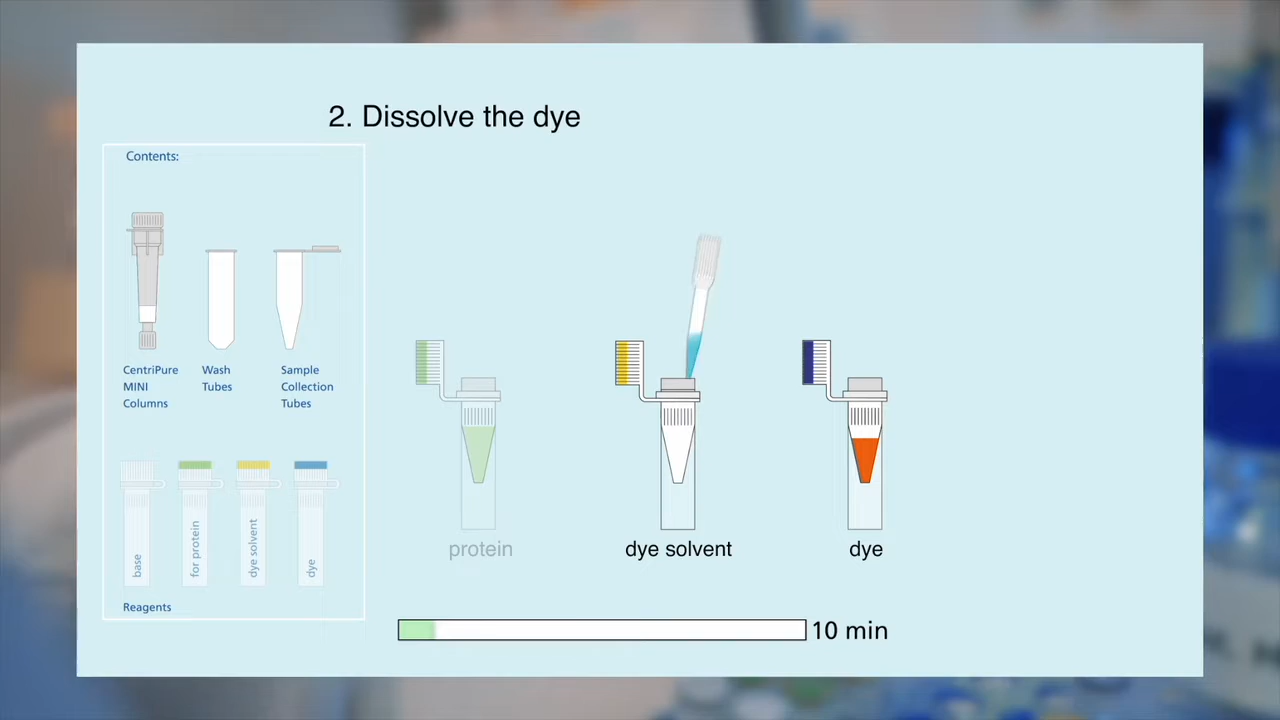 2. Dissolve the dye
Contents:
CentriPure
MINI
Columns
Wash
Tubes
Sample
Collection
Tubes
base
for protein
dye solvent
dye
Reagents
protein
dye solvent
dye
10 min